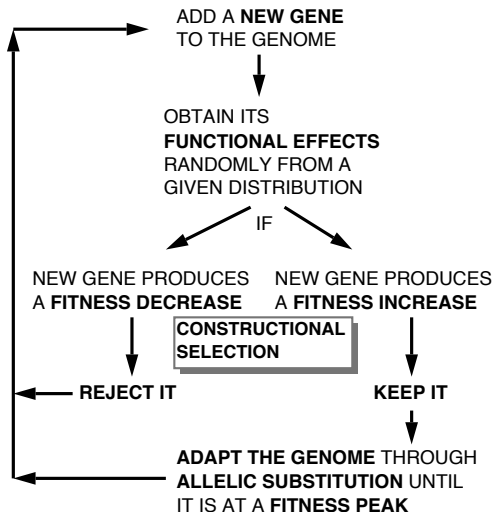 ADD A NEW GENE
TO THE GENOME
OBTAIN ITS
FUNCTIONAL EFFECTS
RANDOMLY FROM A
GIVEN DISTRIBUTION
IF
NEW GENE PRODUCES
A FITNESS DECREASE
NEW GENE PRODUCES
A FITNESS INCREASE
CONSTRUCTIONAL
SELECTION
REJECT IT
KEEP IT
ADAPT THE GENOME THROUGH
ALLELIC SUBSTITUTION UNTIL
IT IS AT A FITNESS PEAK